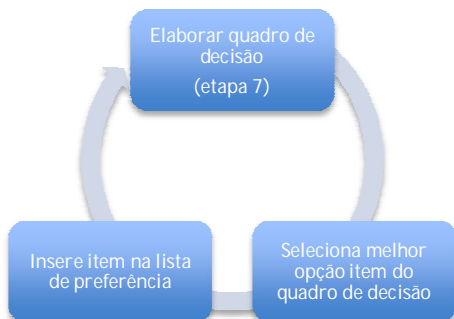 Elaborar quadro de
decisão
(etapa 7)
Seleciona melhor
opção item do
quadro de decisão
Insere item na lista
de preferência